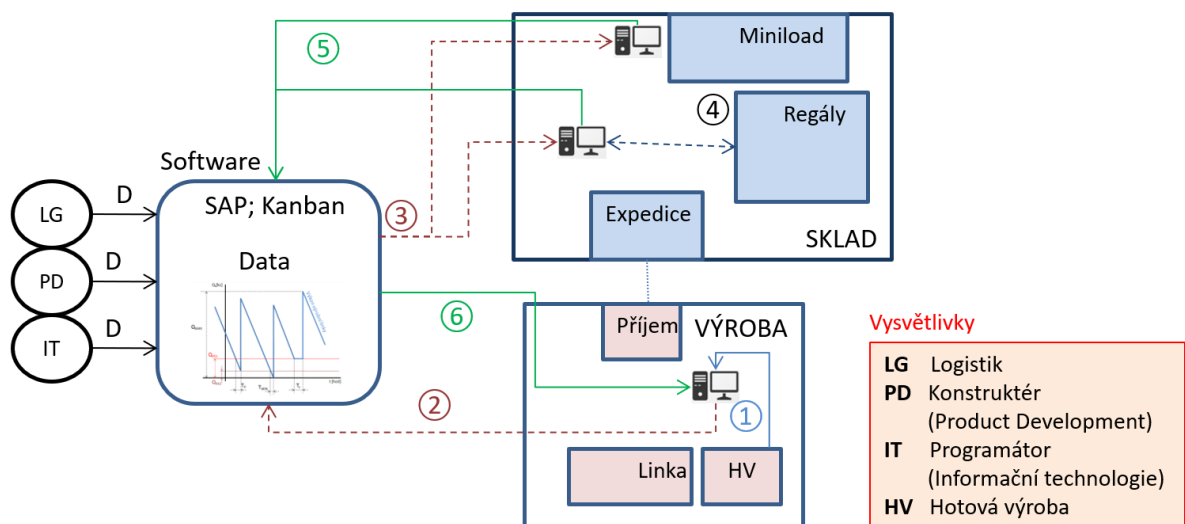 5
Miniload
4
Regály
Software
D
LG
SAP; Kanban
3
Expedice
SKLAD
D
PD
Data
6
Příjem
VÝROBA
D
IT
2
1
Linka
HV
Vysvětlivky
LG Logistik
PD Konstruktér
(Product Development)
IT Programátor
(Informační technologie)
HV Hotová výroba